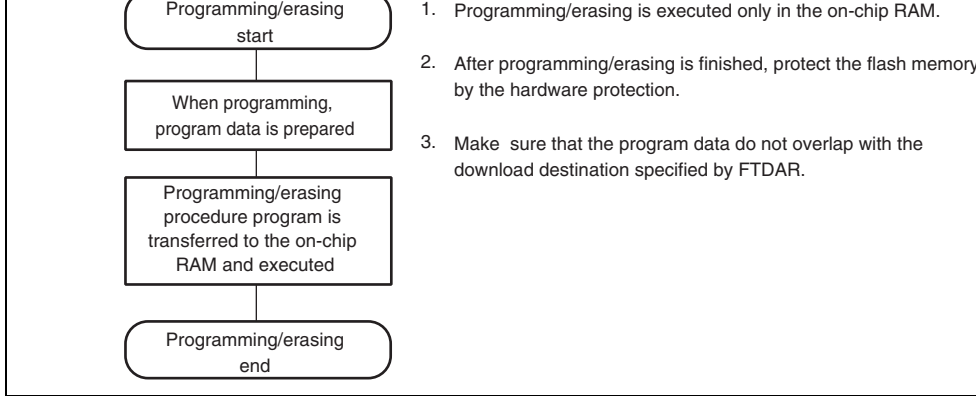 Programming/erasing
start
When programming,
program data is prepared
Programming/erasing
procedure program is
transferred to the on-chip
RAM and executed
Programming/erasing
end
1. Programming/erasing is executed only in the on-chip RAM.
2. After programming/erasing is finished, protect the flash memory
by the hardware protection.
3. Make sure that the program data do not overlap with the
download destination specified by FTDAR.